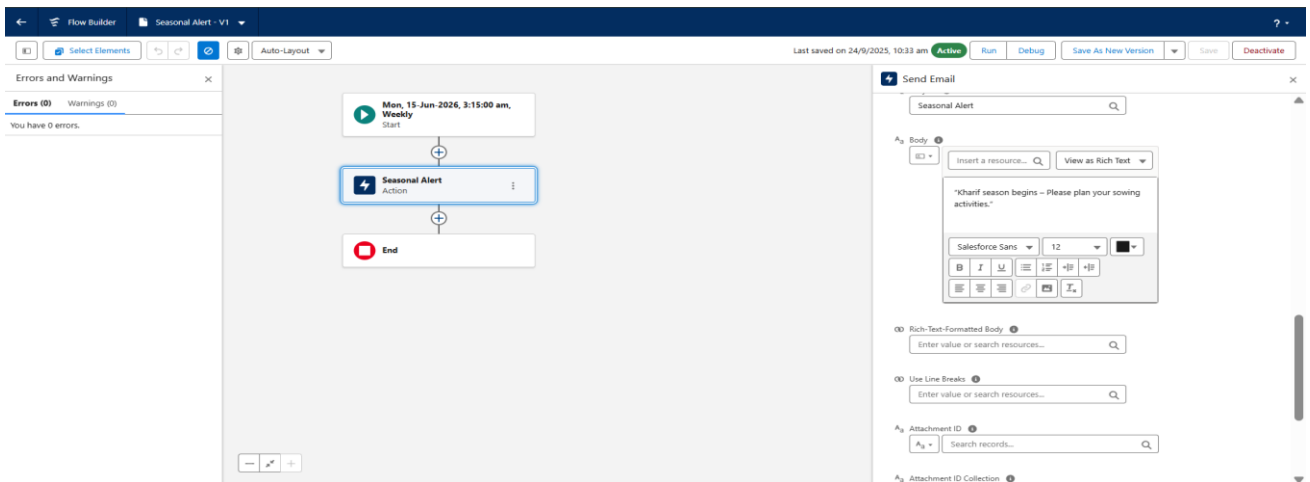 Flow Builder
Seasonal Alert - V1
?
Select Elements
Auto-Layout
Last saved on 24/9/2025, 10:33 am
Active
Run
Debug
Save As New Version
Save
Deactivate
Errors and Warnings
Errors (0)
Warnings (0)
You have 0 errors.
Mon, 15-Jun-2026, 3:15:00 am,
Weekly
Start
Seasonal Alert
Action
End
Send Email
Seasonal Alert
Aa Body
Insert a resource...
View as Rich Text
"Kharif season begins – Please plan your sowing
activities."
Salesforce Sans
12
B I U
Rich-Text-Formatted Body
Enter value or search resources...
Use Line Breaks
Enter value or search resources...
Aa Attachment ID
Aa
Search records...
Aa Attachment ID Collection